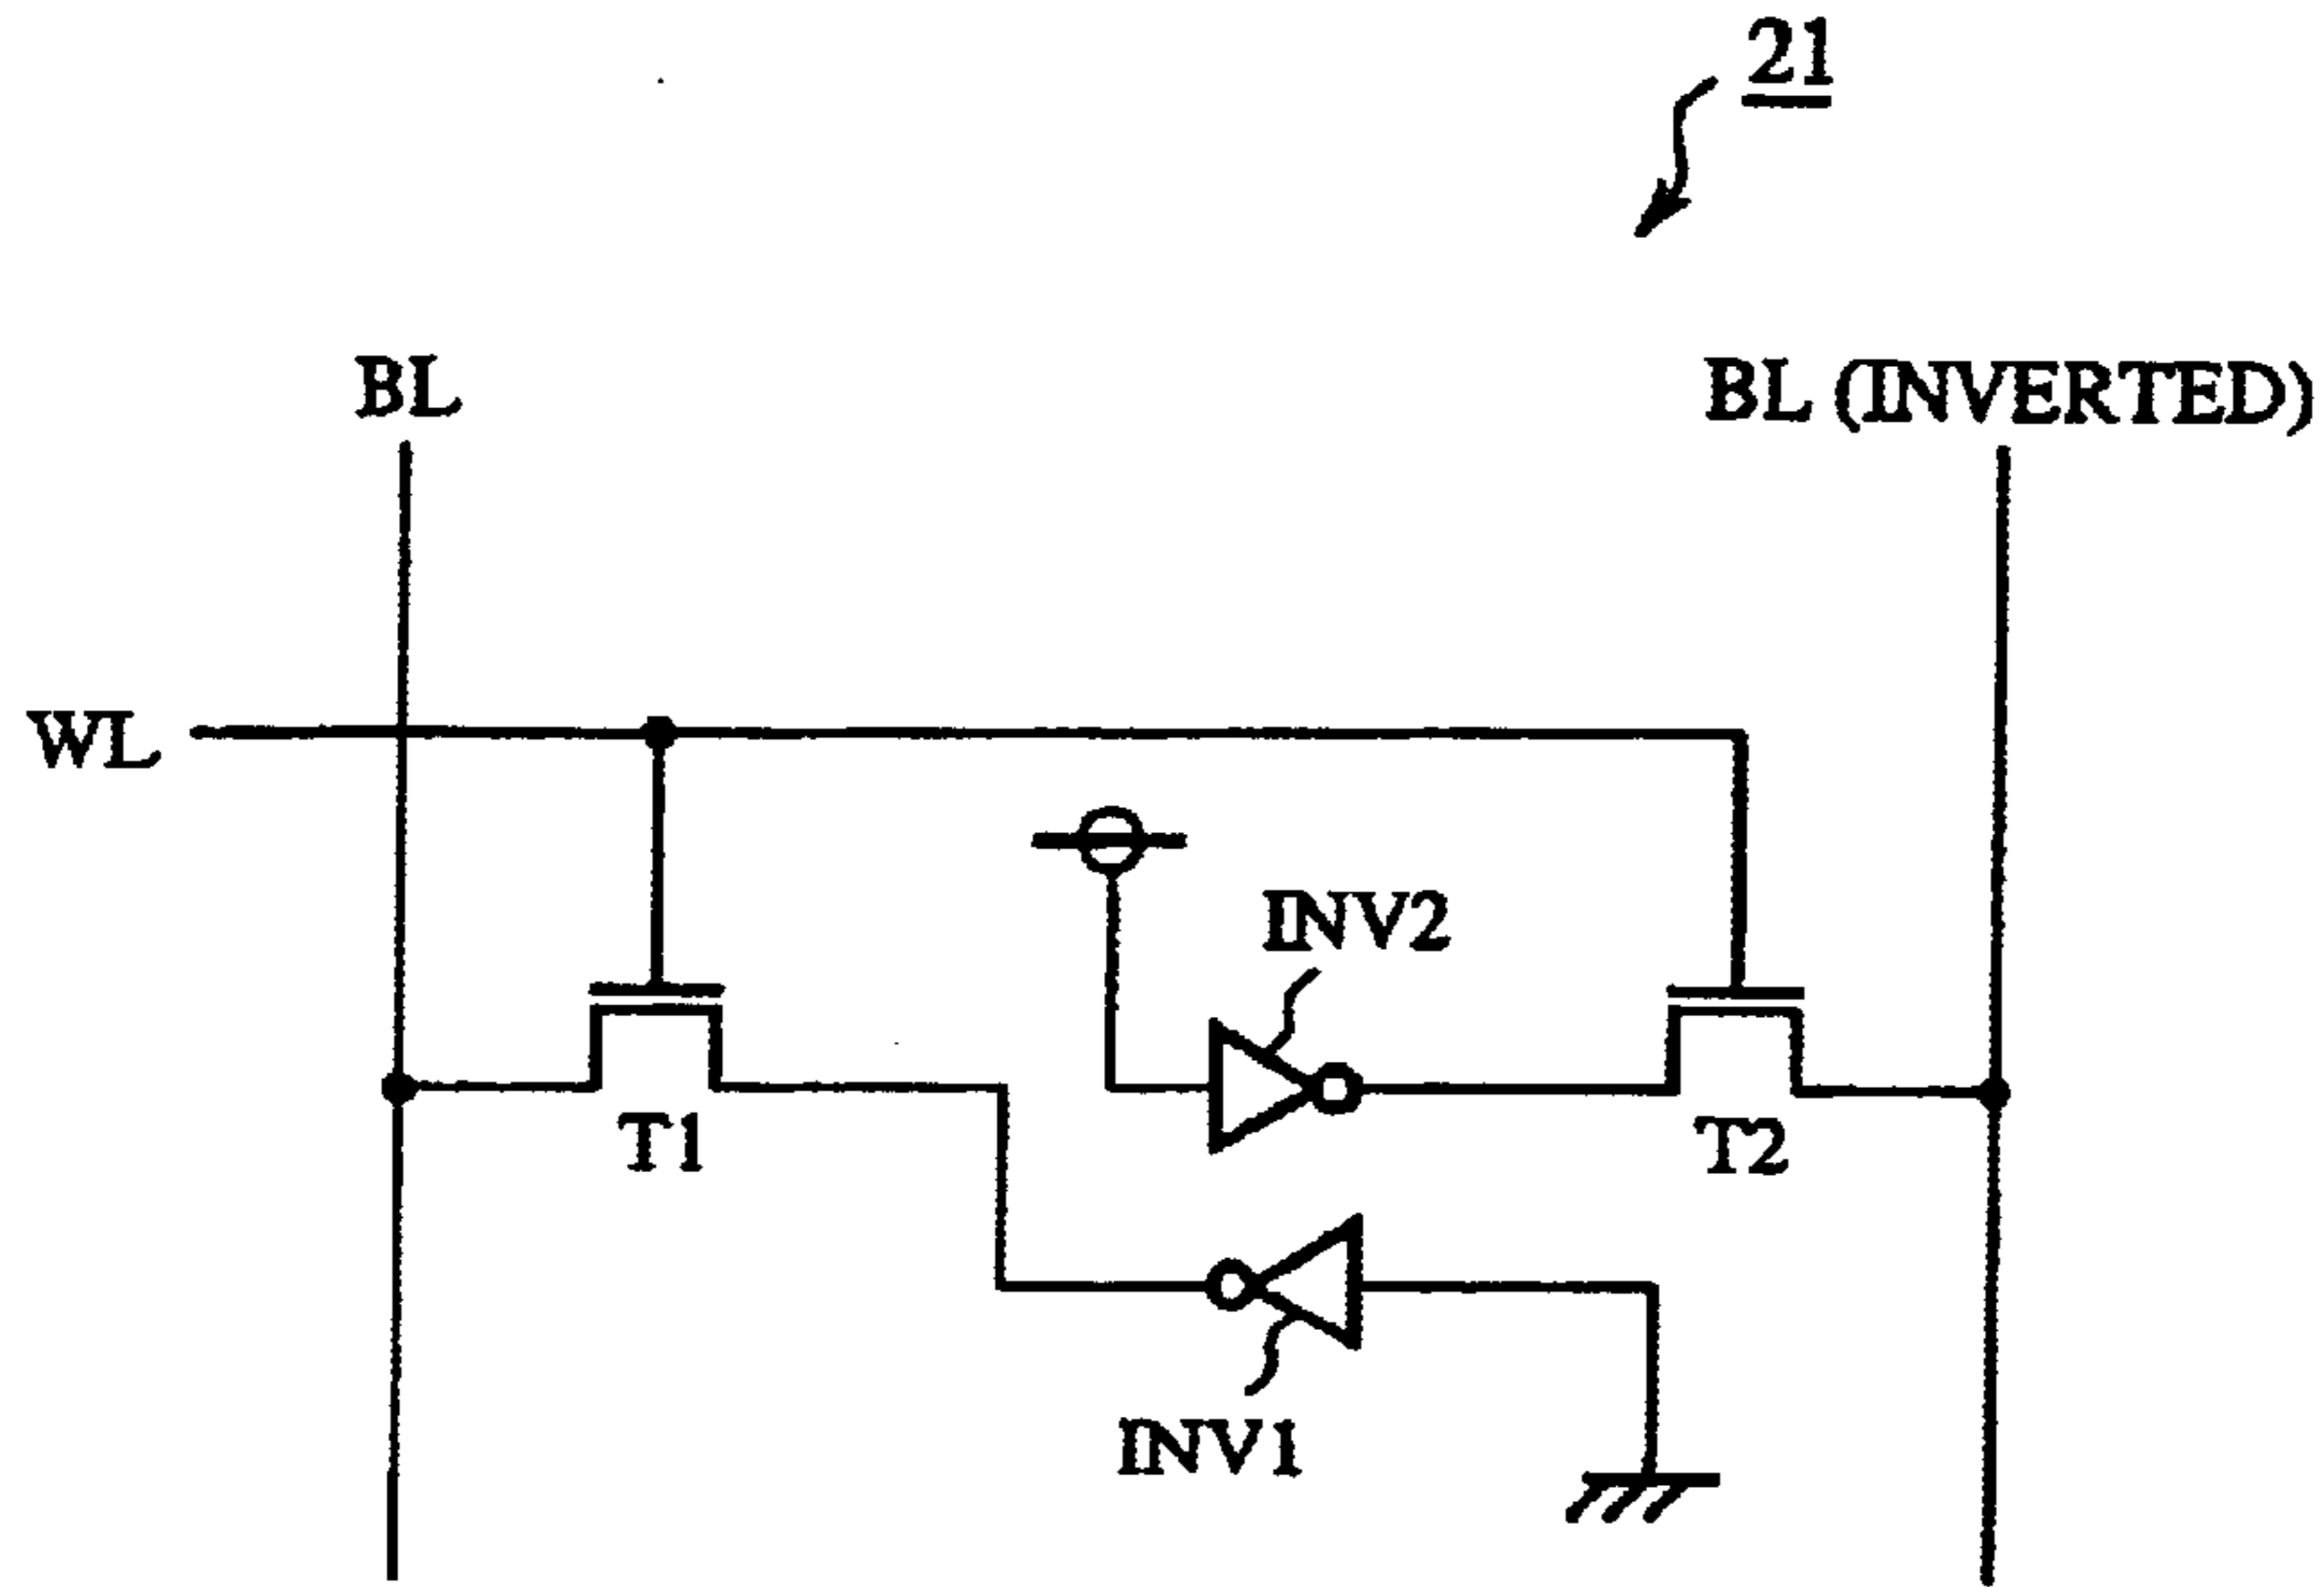 21
BL
BL (INVERTED)
WL
INV2
T1
T2
INV1